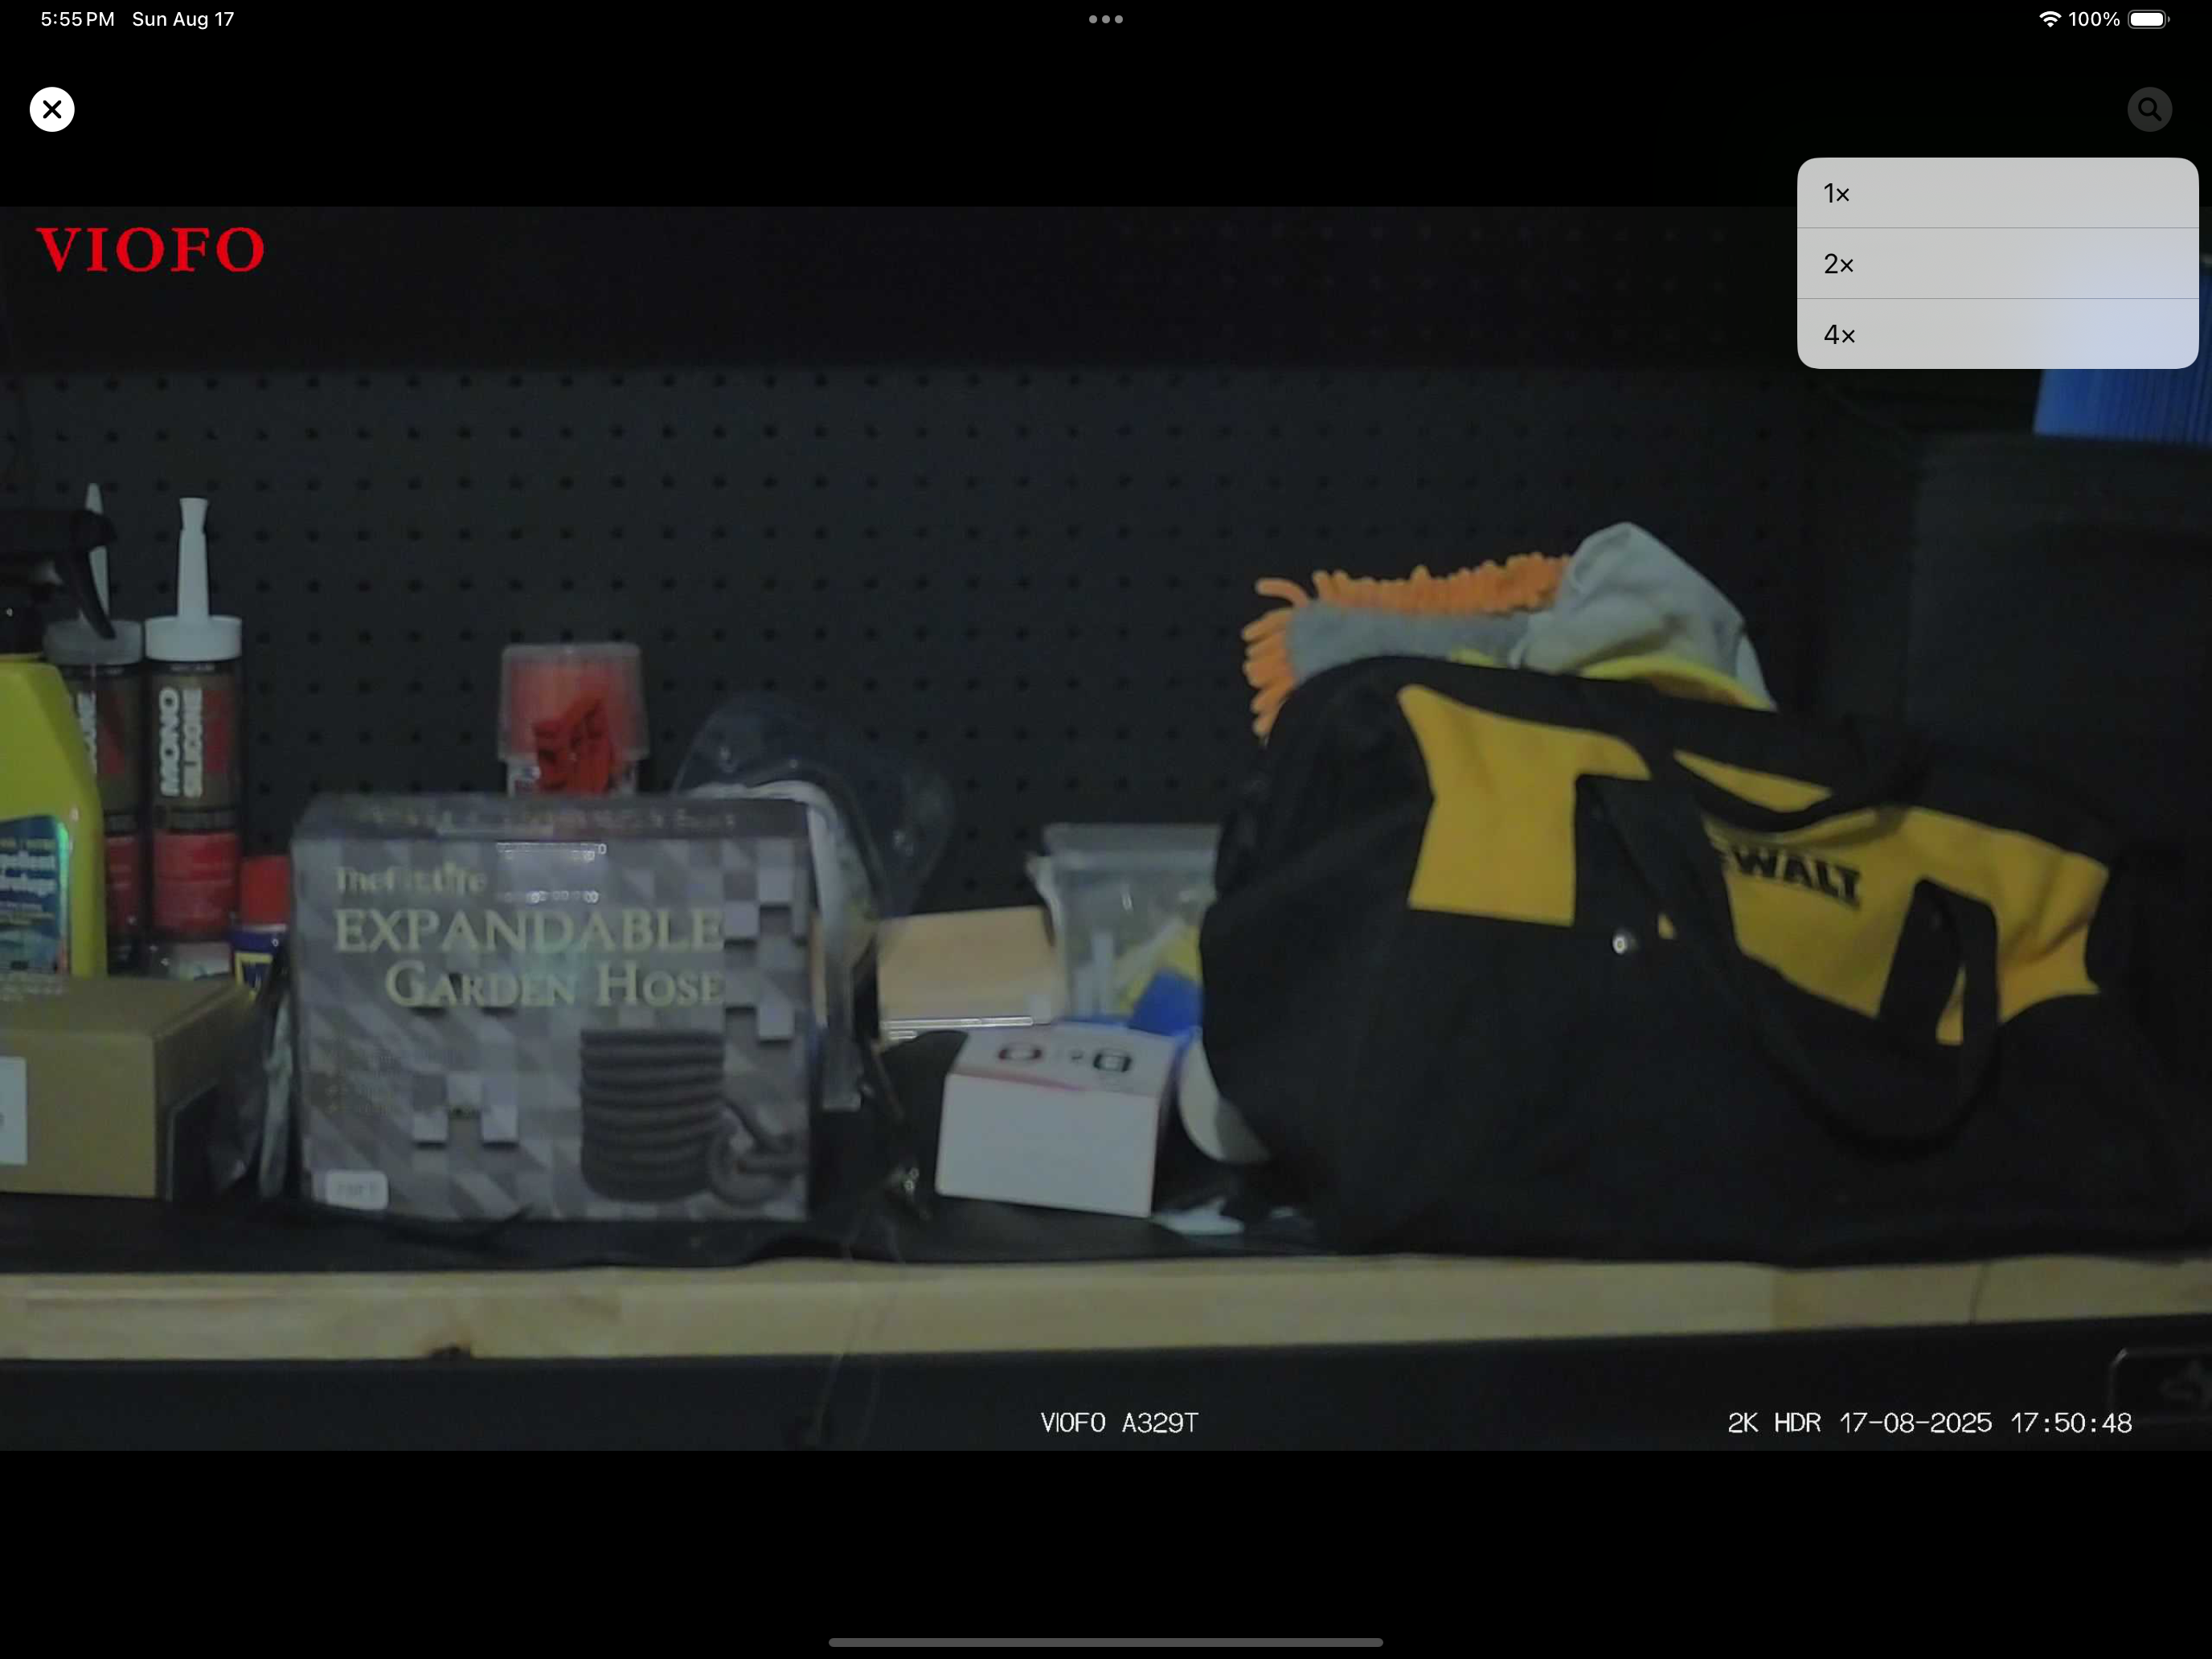 5:55 PM Sun Aug 17
100%
1×
2×
4×
VIOFO
MONO
SILICONE
TheFitLife
EXPANDABLE
GARDEN HOSE
WALT
VIOFO A329T
2K HDR 17-08-2025 17:50:48